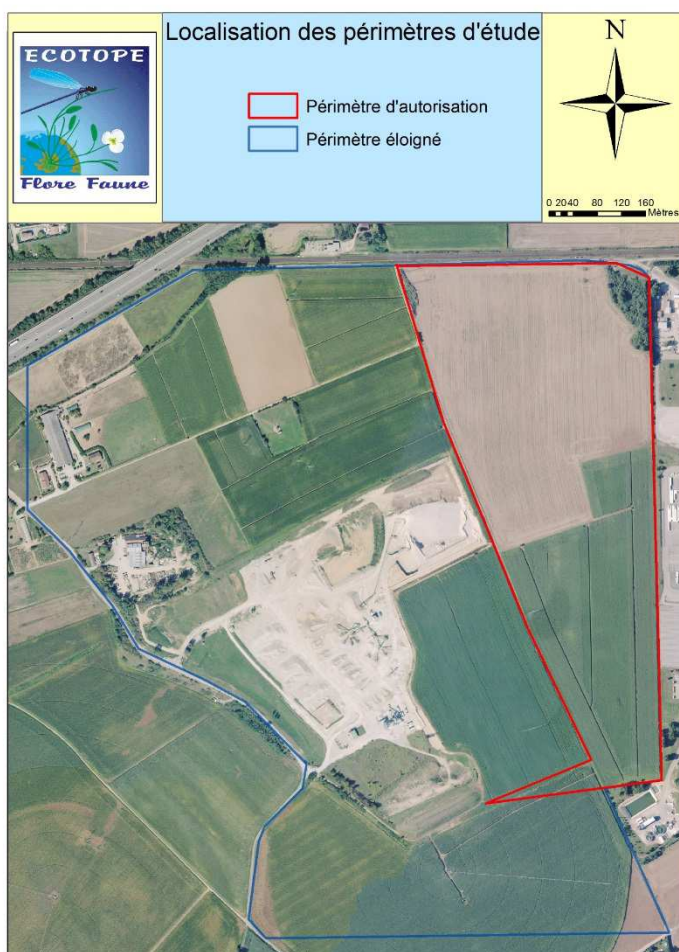 ECOTOPE
Flore Faune
Localisation des périmètres d'étude
Périmètre d'autorisation
Périmètre éloigné
N
0 20 40 80 120 160
Mètres